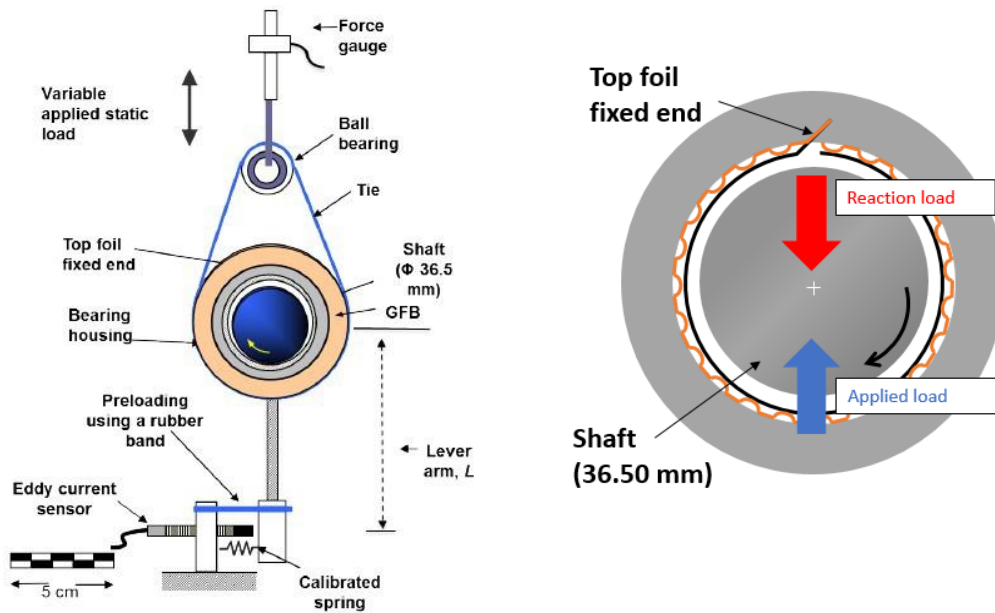 Force
gauge
Variable
applied static
load
Ball
bearing
Tie
Top foil
fixed end
Shaft
(Φ 36.5
mm)
GFB
Bearing
housing
Preloading
using a rubber
band
Lever
arm, L
Eddy current
sensor
5 cm
Calibrated
spring
Top foil
fixed end
Reaction load
Applied load
Shaft
(36.50 mm)